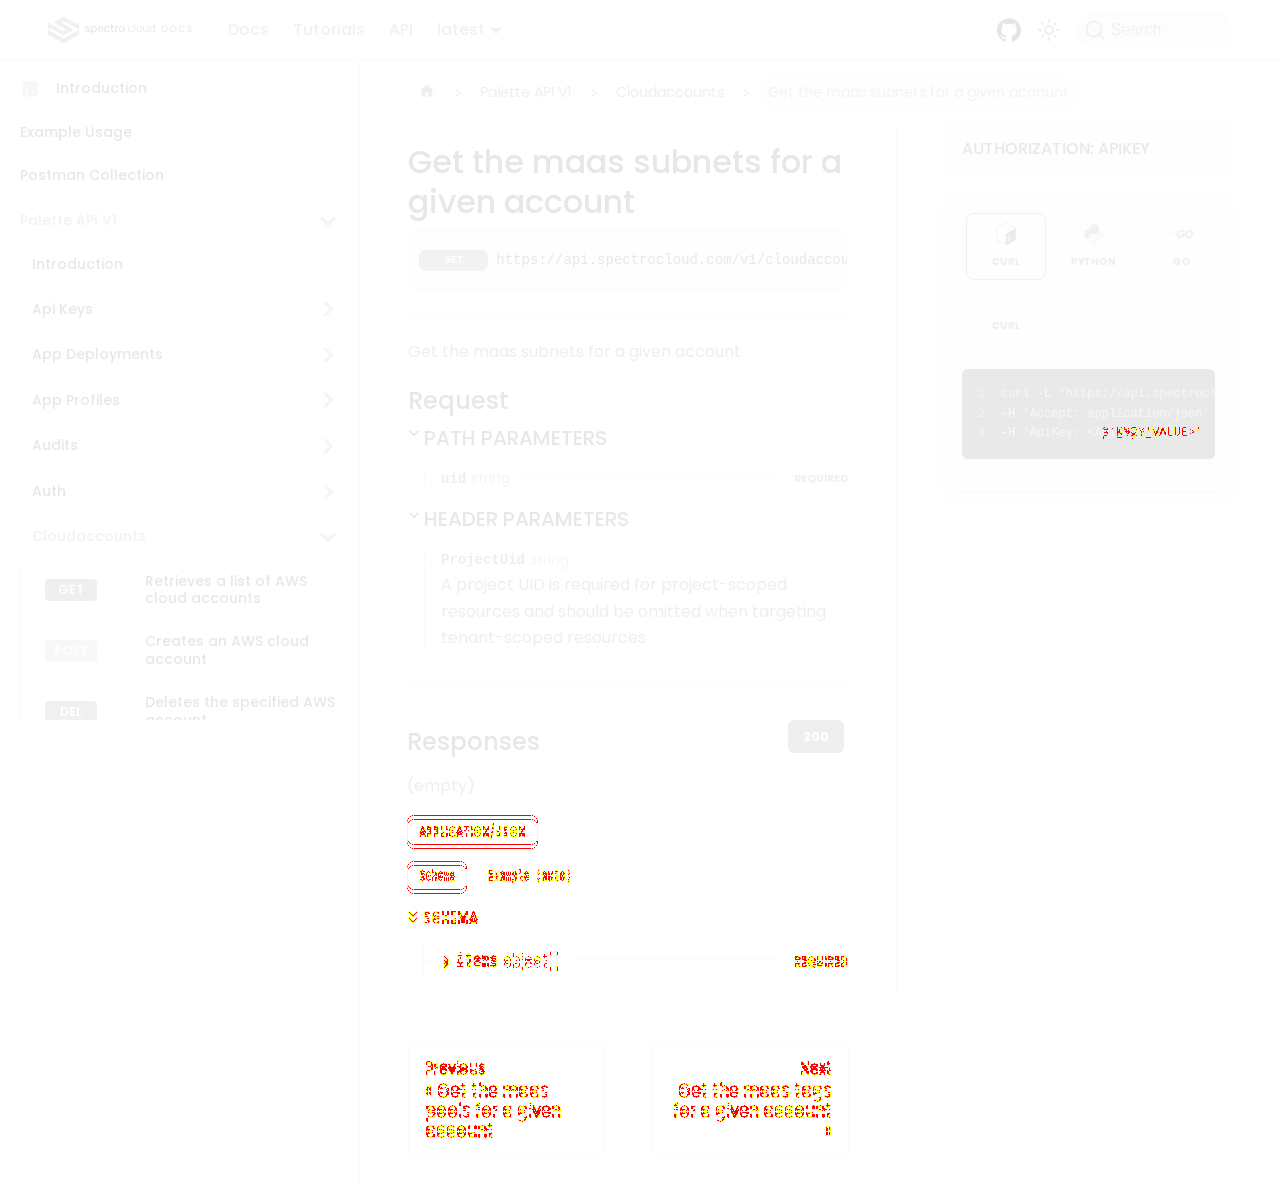 spectro cloud DOCS
Docs
Tutorials
API
latest
Search
Introduction
Example Usage
Postman Collection
Palette API V1
Introduction
Api Keys
App Deployments
App Profiles
Audits
Auth
Cloudaccounts
GET
Retrieves a list of AWS
cloud accounts
POST
Creates an AWS cloud
account
DEL
Deletes the specified AWS
Palette API V1
Cloudaccounts
Get the maas subnets for a given account
Get the maas subnets for a
given account
GET
https://api.spectrocloud.com/v1/cloudaccou
Get the maas subnets for a given account
Request
PATH PARAMETERS
uid string
REQUIRED
HEADER PARAMETERS
ProjectUid string
A project UID is required for project-scoped
resources and should be omitted when targeting
tenant-scoped resources
Responses
200
(empty)
APPLICATION/JSON
Schema
Example (auto)
SCHEMA
items object[]
REQUIRED
Previous
« Get the maas
pools for a given
account
Next
Get the maas tags
for a given account
»
AUTHORIZATION: APIKEY
CURL
PYTHON
GO
GO
CURL
1 curl -L 'https://api.spectrocl
2 -H 'Accept: application/json'
3 -H 'ApiKey: